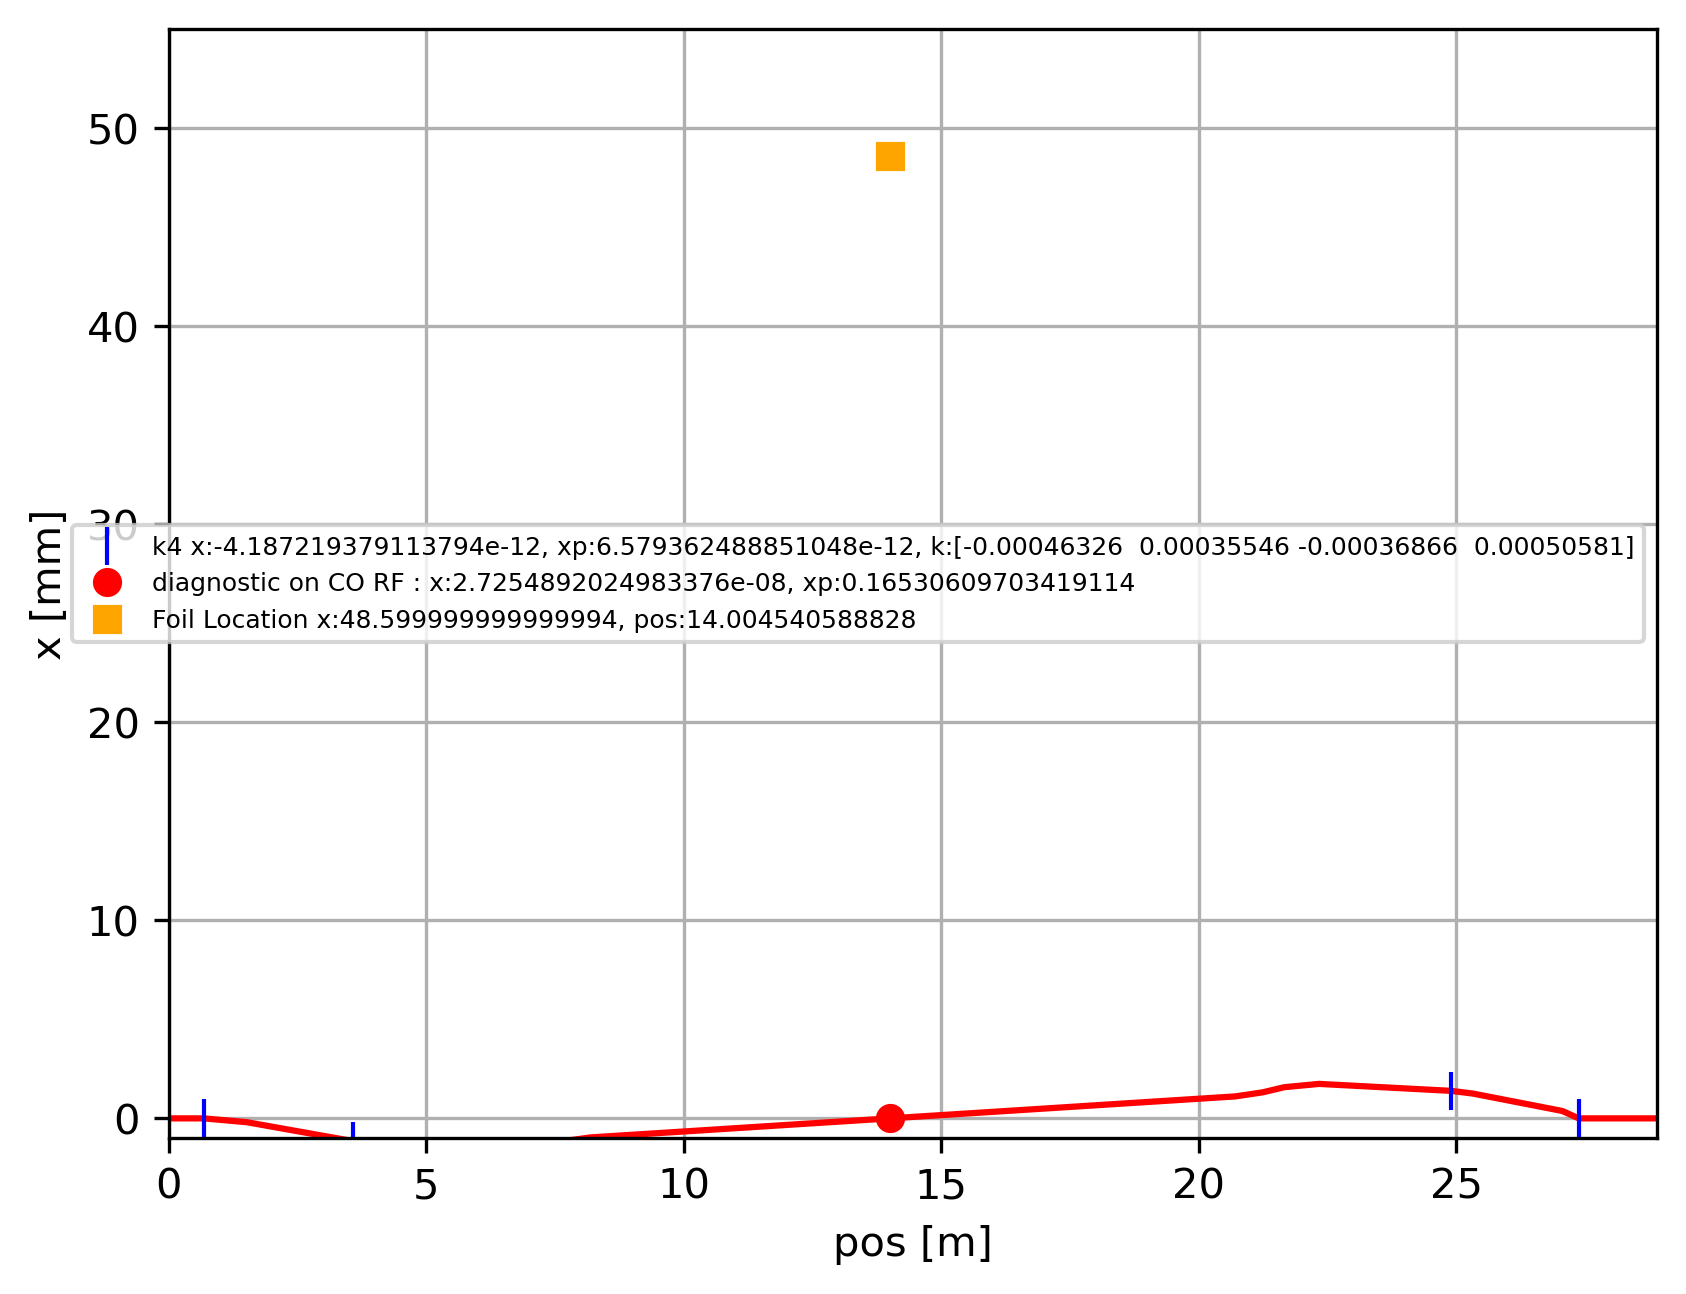 50
40
30
k4 x:-4.187219379113794e-12, xp:6.579362488851048e-12, k:[-0.00046326  0.00035546 -0.00036866  0.00050581]
diagnostic on CO RF : x:2.7254892024983376e-08, xp:0.16530609703419114
Foil Location x:48.599999999999994, pos:14.004540588828
x [mm]
20
10
0
0 5 10 15 20 25
pos [m]